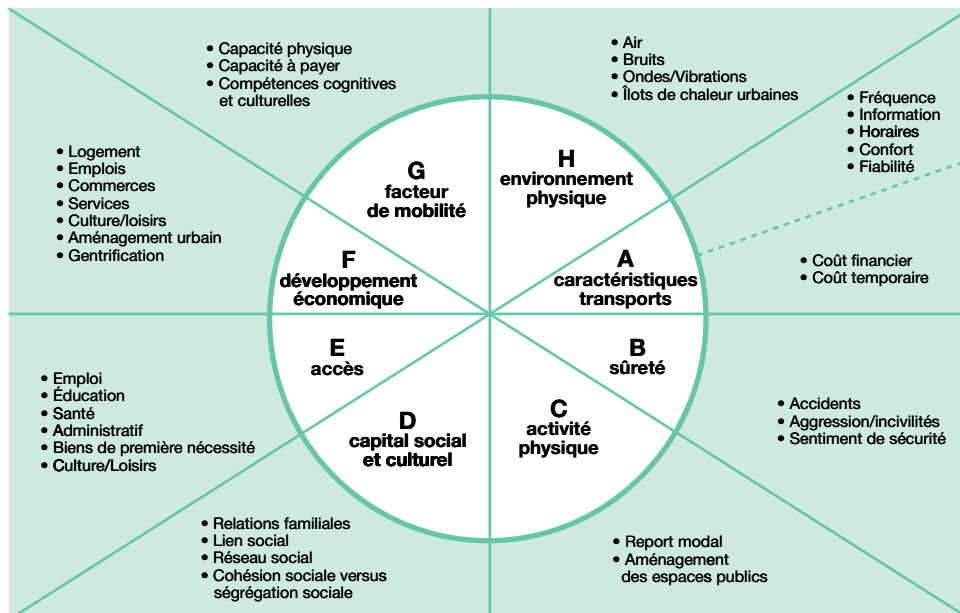 • Capacité physique
• Capacité à payer
• Compétences cognitives
et culturelles
• Air
• Bruits
• Ondes/Vibrations
• Îlots de chaleur urbaines
• Fréquence
• Information
• Horaires
• Confort
• Fiabilité
• Logement
• Emplois
• Commerces
• Services
• Culture/loisirs
• Aménagement urbain
• Gentrification
G
facteur
de mobilité
H
environnement
physique
F
développement
économique
A
caractéristiques
transports
• Coût financier
• Coût temporaire
E
accès
B
sûreté
D
capital social
et culturel
C
activité
physique
• Emploi
• Éducation
• Santé
• Administratif
• Biens de première nécessité
• Culture/Loisirs
• Accidents
• Aggression/incivilités
• Sentiment de sécurité
• Relations familiales
• Lien social
• Réseau social
• Cohésion sociale versus
ségrégation sociale
• Report modal
• Aménagement
des espaces publics